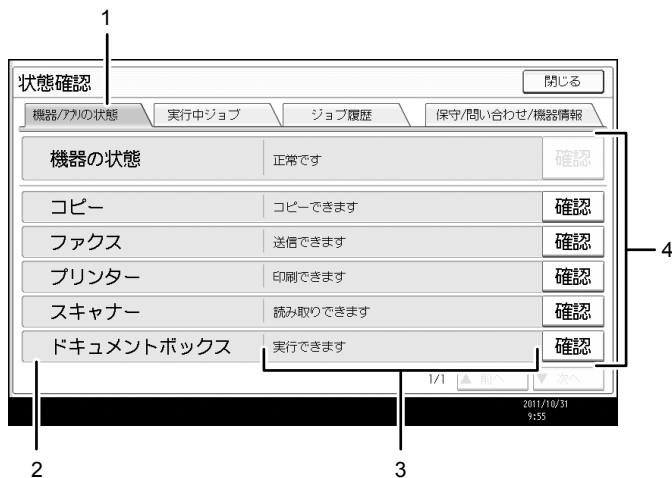 1
状態確認 閉じる
機器/ｱﾌﾟﾘの状態 実行中ジョブ ジョブ履歴 保守/問い合わせ/機器情報
機器の状態 正常です 確認
コピー コピーできます 確認
ファクス 送信できます 確認
プリンター 印刷できます 確認
スキャナー 読み取りできます 確認
ドキュメントボックス 実行できます 確認
4
1/1 ▲ 前へ ▼ 次へ
2011/10/31
9:55
2 3